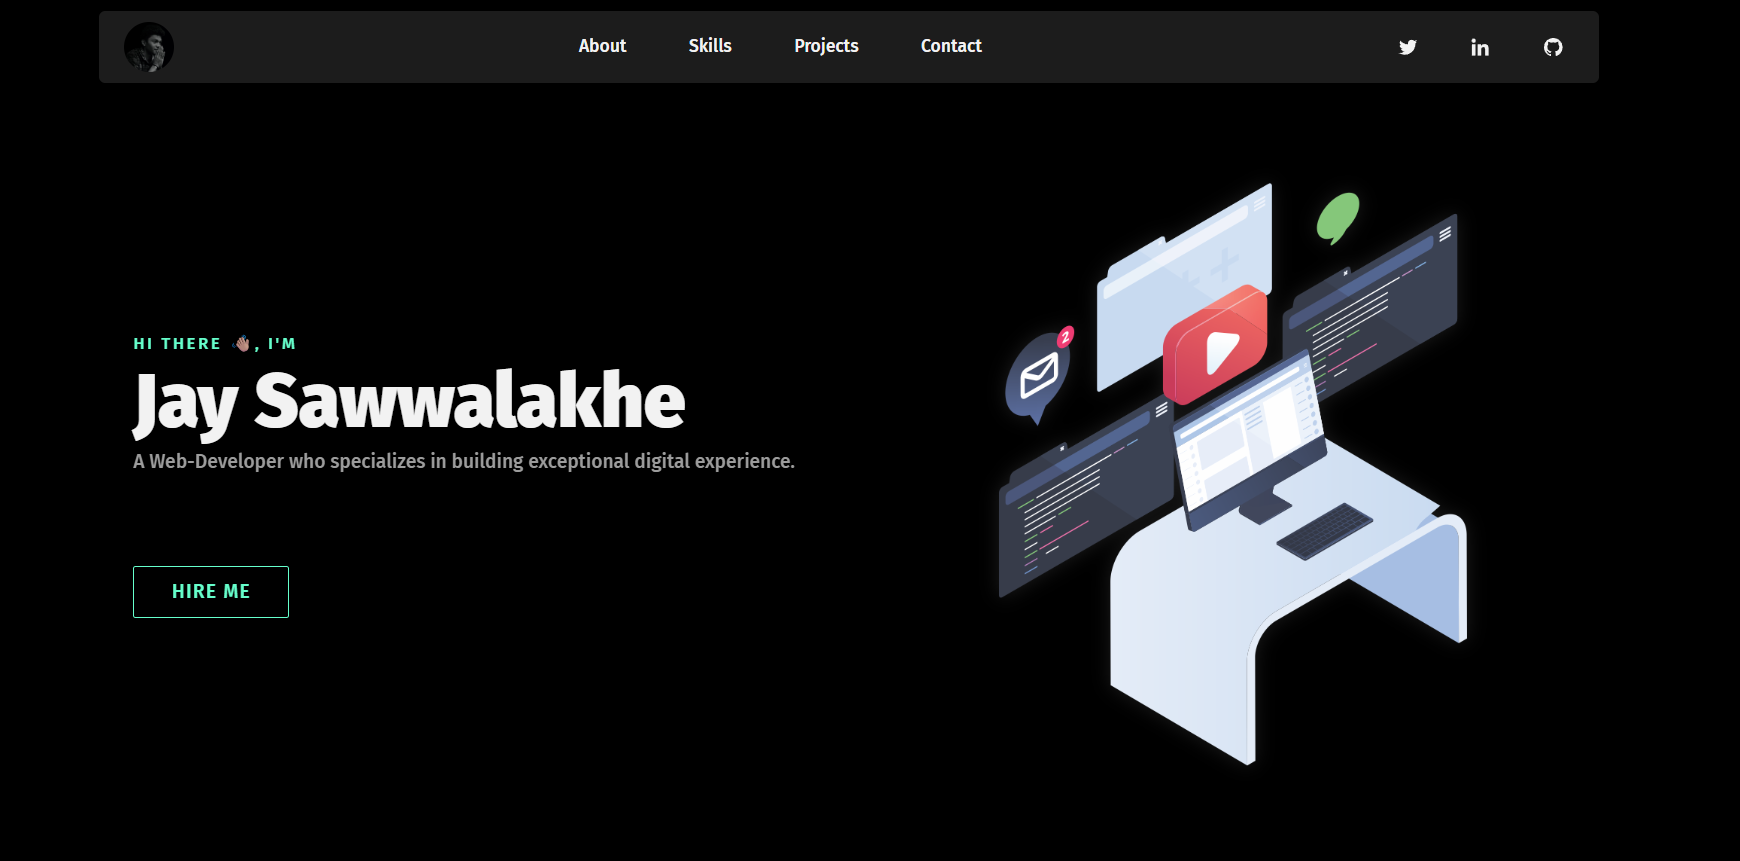 About Skills Projects Contact
HI THERE 👋🏽, I'M
Jay Sawwalakhe
A Web-Developer who specializes in building exceptional digital experience.
HIRE ME
2